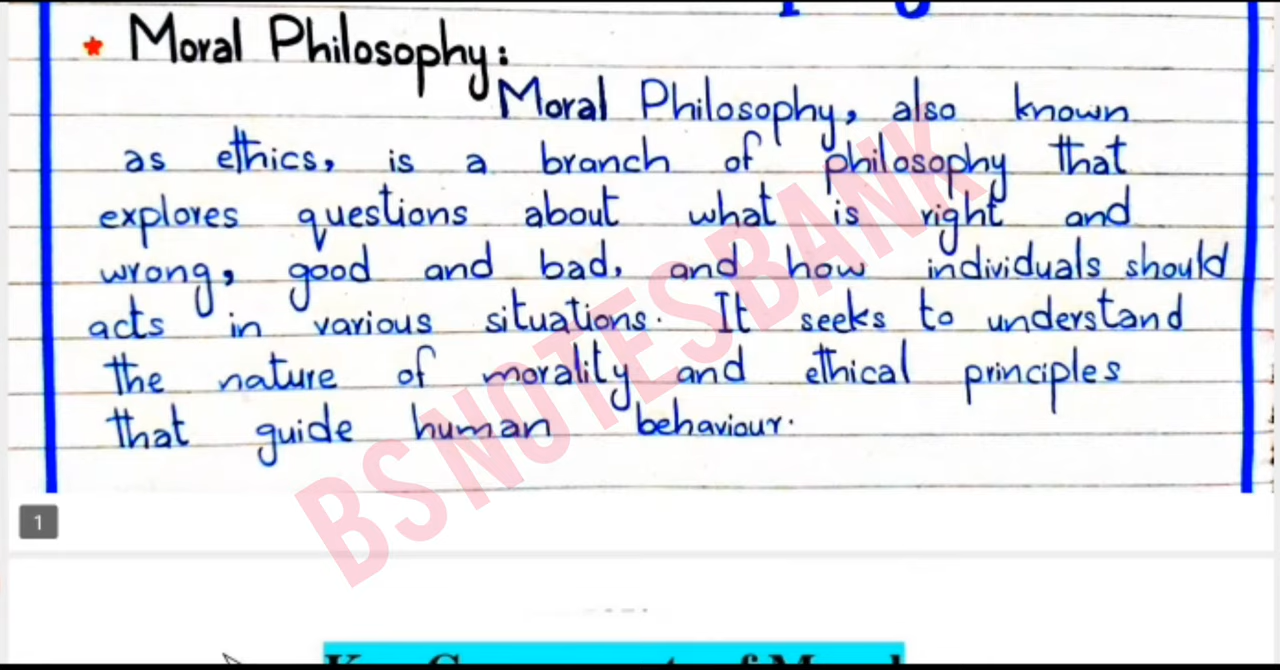 * Moral Philosophy:
Moral Philosophy, also known
as ethics, is a branch of philosophy that
explores questions about what is right and
wrong, good and bad, and how individuals should
acts in various situations. It seeks to understand
the nature of morality and ethical principles
that guide human behaviour.
BSNOTESBANK
1